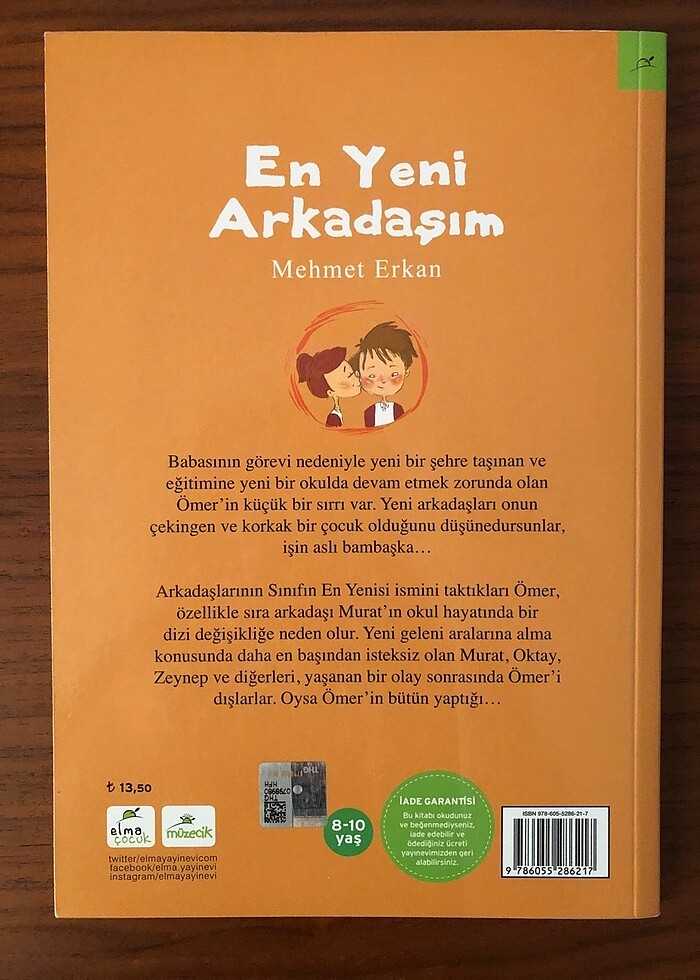 En Yeni
Arkadaşım
Mehmet Erkan
Babasının görevi nedeniyle yeni bir şehre taşınan ve
eğitimine yeni bir okulda devam etmek zorunda olan
Ömer'in küçük bir sırrı var. Yeni arkadaşları onun
çekingen ve korkak bir çocuk olduğunu düşünedursunlar,
işin aslı bambaşka…
Arkadaşlarının Sınıfın En Yenisi ismini taktıkları Ömer,
özellikle sıra arkadaşı Murat'ın okul hayatında bir
dizi değişikliğe neden olur. Yeni geleni aralarına alma
konusunda daha en başından isteksiz olan Murat, Oktay,
Zeynep ve diğerleri, yaşanan bir olay sonrasında Ömer'i
dışlarlar. Oysa Ömer'in bütün yaptığı…
₺ 13,50
elma
çocuk
müzecik
twitter/elmayayinevicom
facebook/elma.yayinevi
instagram/elmayayinevi
THG
8-10
yaş
İADE GARANTİSİ
Bu kitabı okudunuz
ve beğenmediyseniz,
iade edebilir ve
ödediğiniz ücreti
yayınevimizden geri
alabilirsiniz.
ISBN 978-605-5286-21-7
9 786055 286217